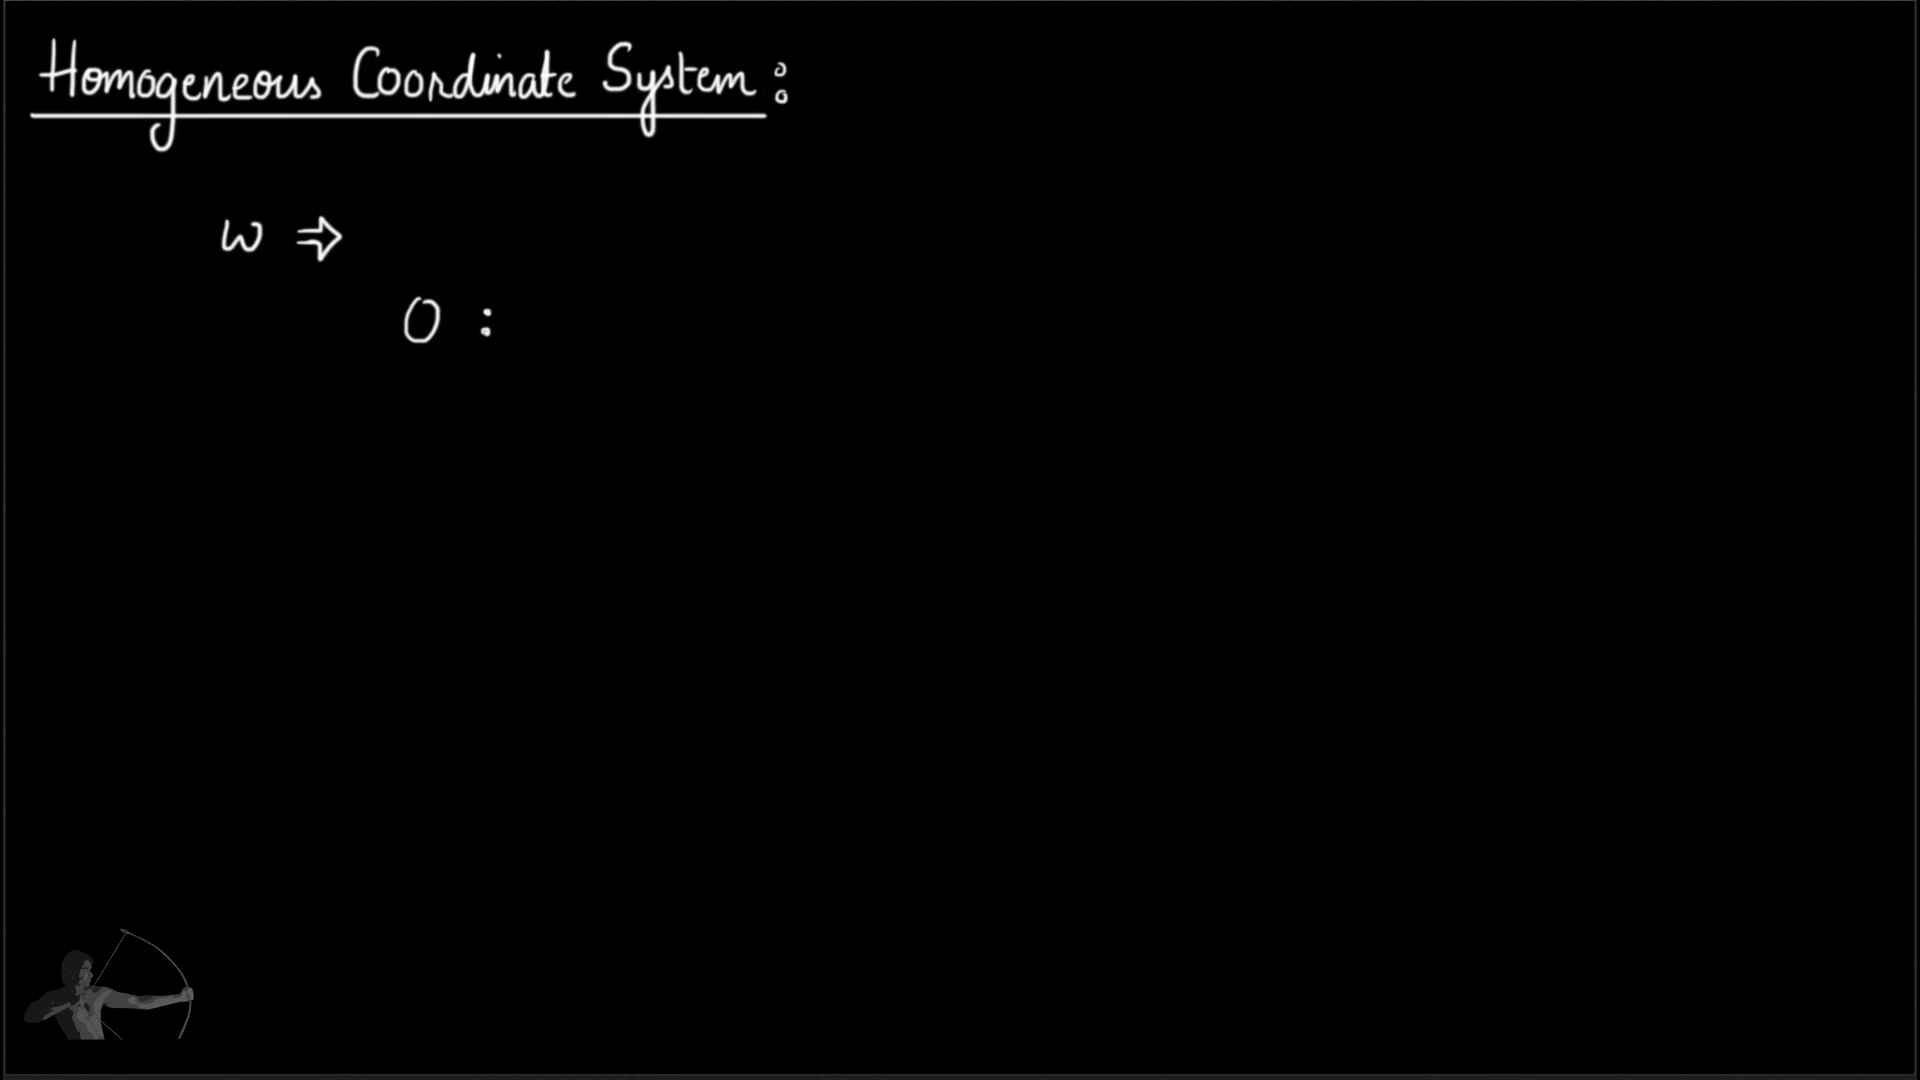 Homogeneous Coordinate System :
w ⇒
0 :